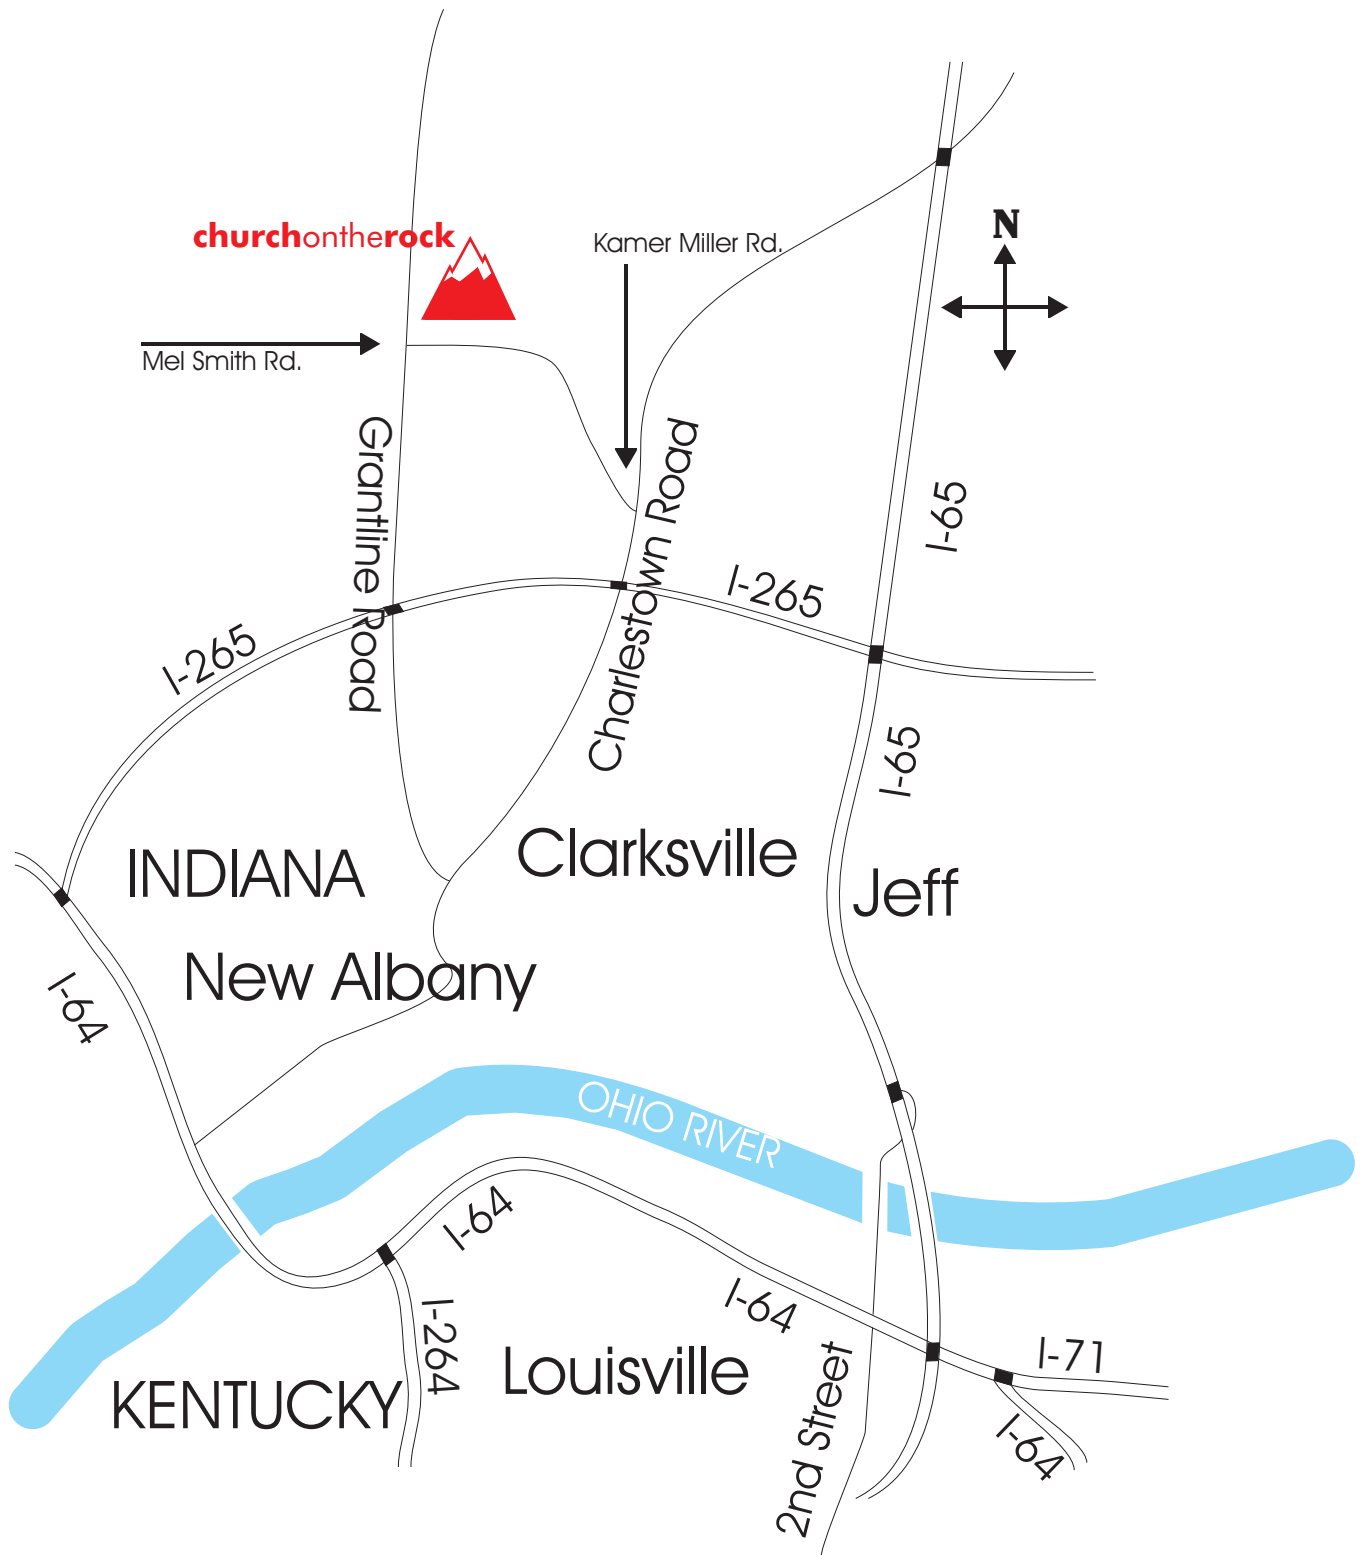 N
churchontherock
Kamer Miller Rd.
Mel Smith Rd.
Grantline Road
Charlestown Road
I-65
I-265
I-265
I-65
Clarksville
INDIANA
Jeff
New Albany
I-64
OHIO RIVER
I-64
I-64
I-264
I-71
Louisville
KENTUCKY
2nd Street
I-64